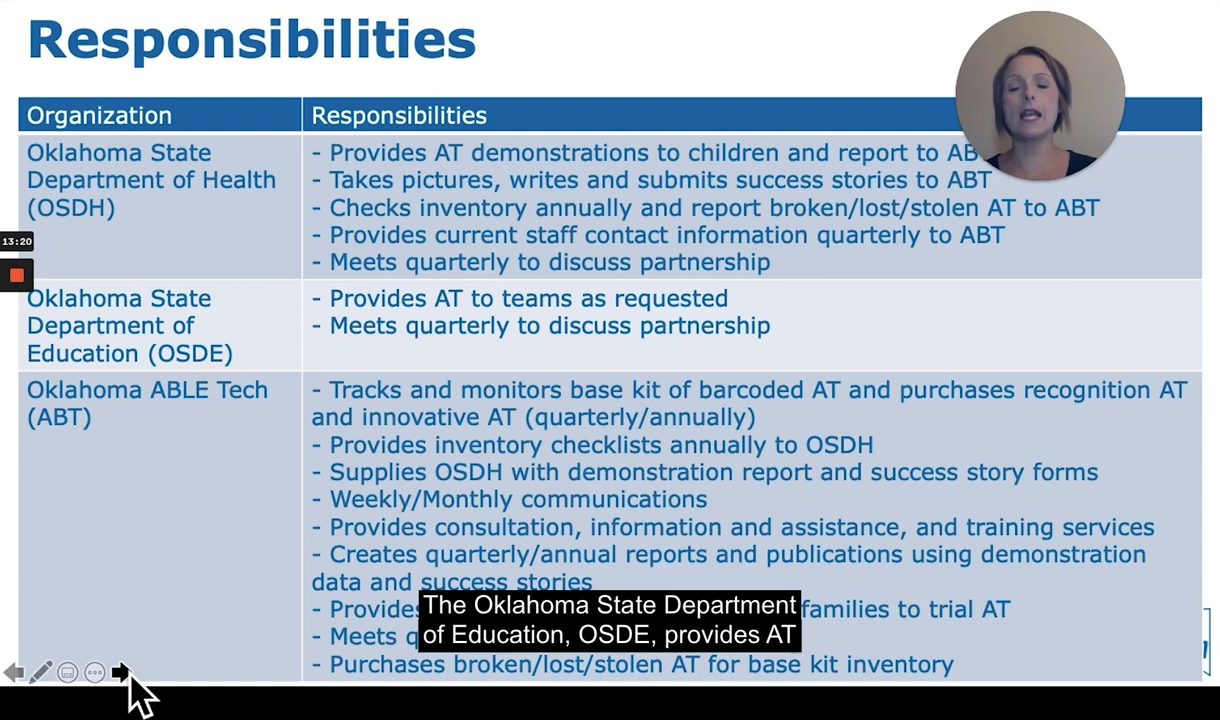 Responsibilities
Organization
Responsibilities
Oklahoma State
Department of Health
(OSDH)
- Provides AT demonstrations to children and report to
- Takes pictures, writes and submits success stories to ABT
- Checks inventory annually and report broken/lost/stolen AT to ABT
- Provides current staff contact information quarterly to ABT
- Meets quarterly to discuss partnership
13:20
Oklahoma State
Department of
Education (OSDE)
- Provides AT to teams as requested
- Meets quarterly to discuss partnership
Oklahoma ABLE Tech
(ABT)
- Tracks and monitors base kit of barcoded AT and purchases recognition AT
and innovative AT (quarterly/annually)
- Provides inventory checklists annually to OSDH
- Supplies OSDH with demonstration report and success story forms
- Weekly/Monthly communications
- Provides consultation, information and assistance, and training services
- Creates quarterly/annual reports and publications using demonstration
data and success stories
- Provides families to trial AT
- Meets
- Purchases broken/lost/stolen AT for base kit inventory
The Oklahoma State Department
of Education, OSDE, provides AT